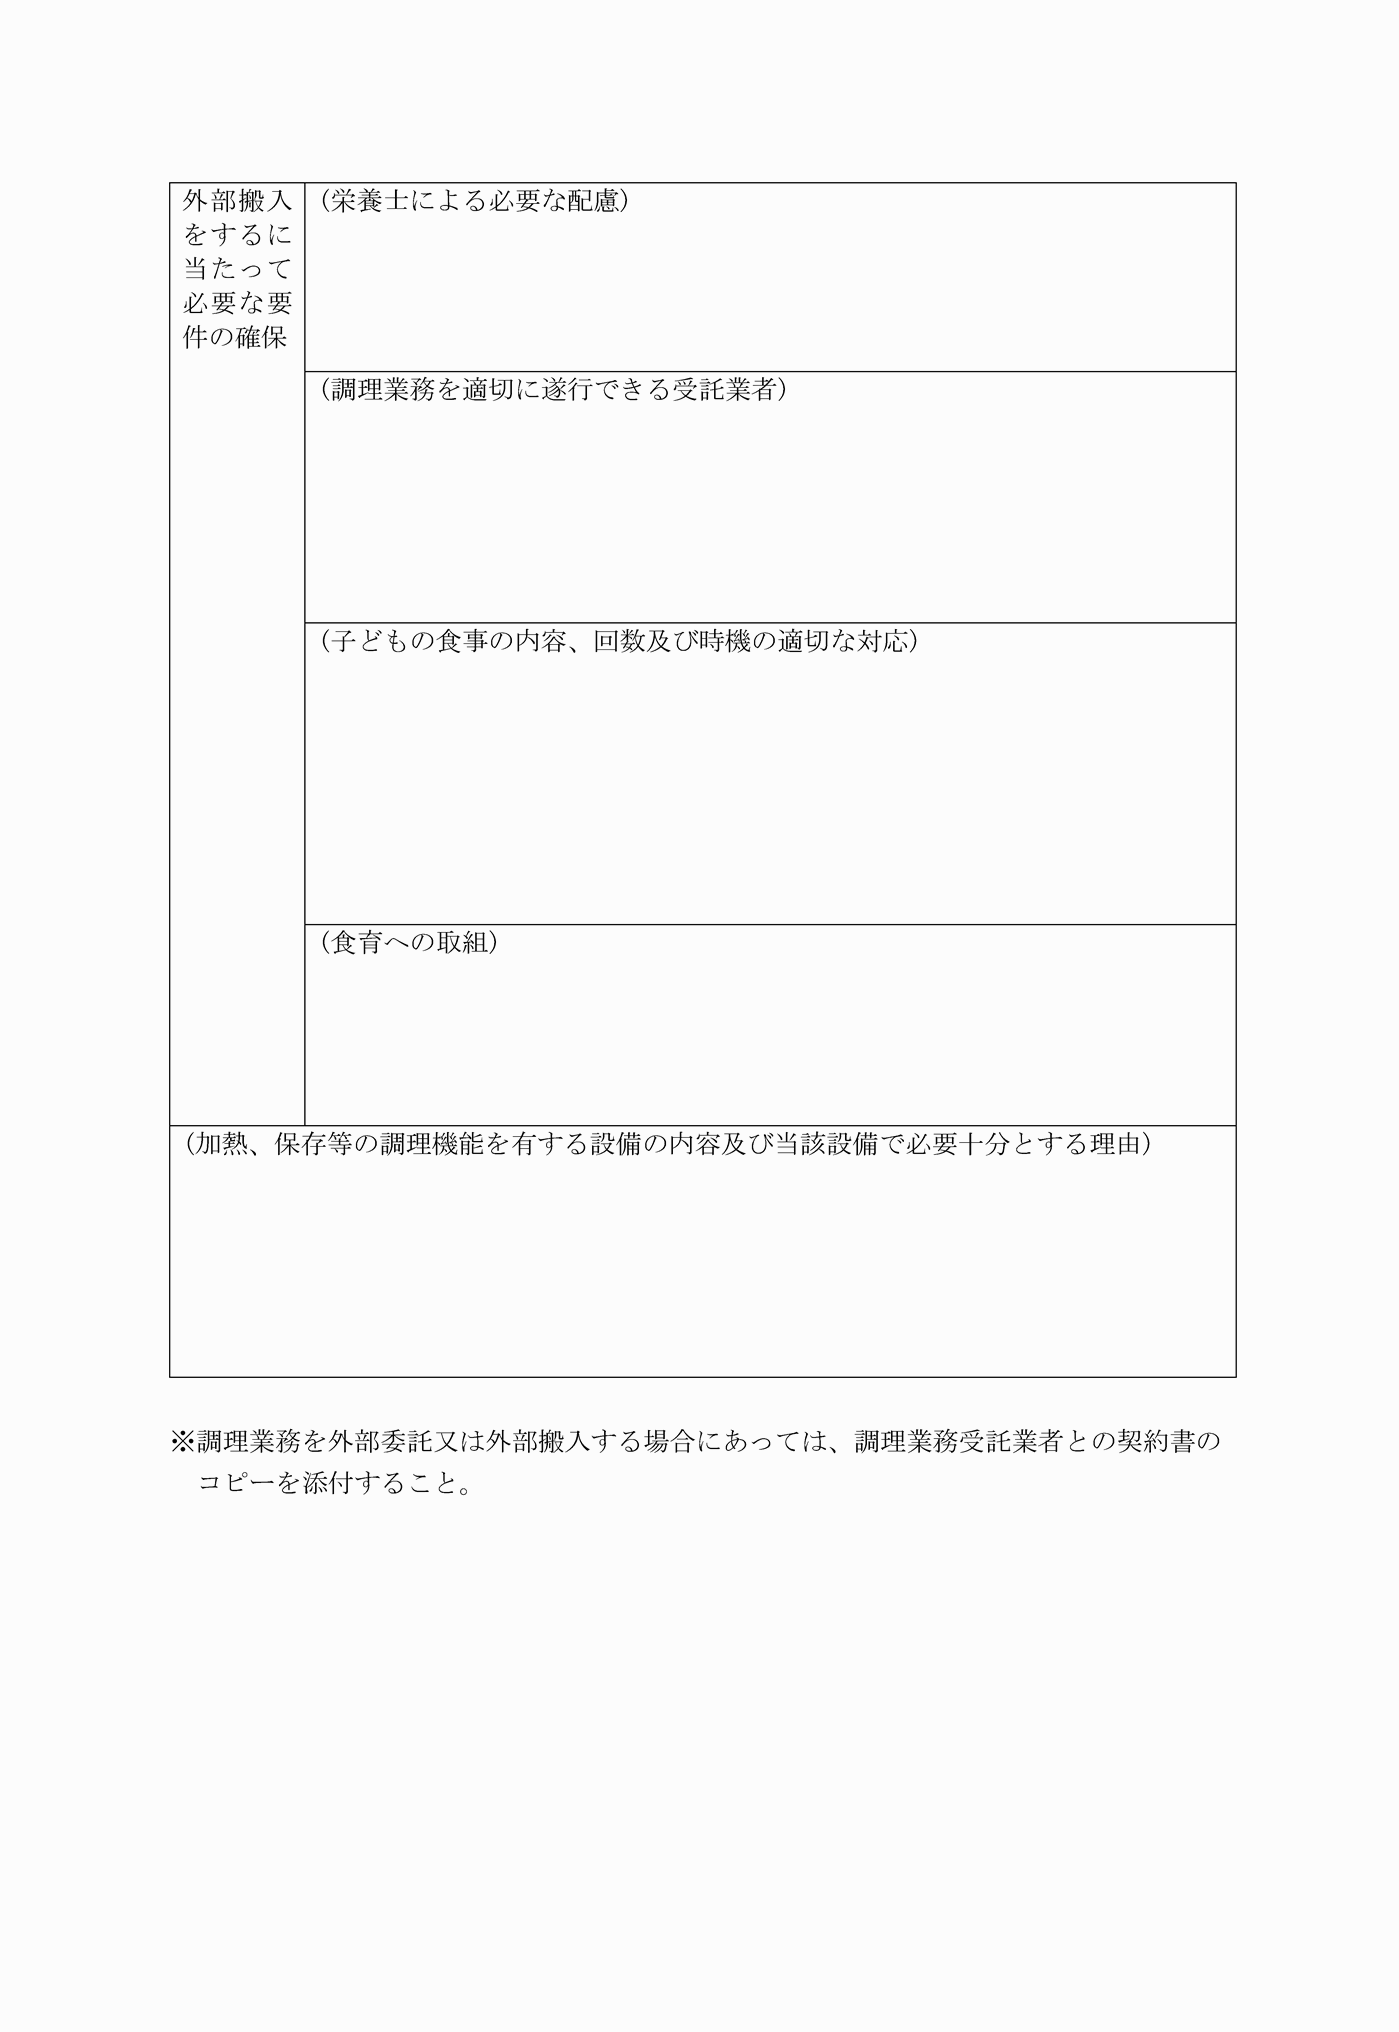 外部搬入
をするに
当たって
必要な要
件の確保
（栄養士による必要な配慮）
（調理業務を適切に遂行できる受託業者）
（子どもの食事の内容、回数及び時機の適切な対応）
（食育への取組）
（加熱、保存等の調理機能を有する設備の内容及び当該設備で必要十分とする理由）
※調理業務を外部委託又は外部搬入する場合にあっては、調理業務受託業者との契約書の
コピーを添付すること。